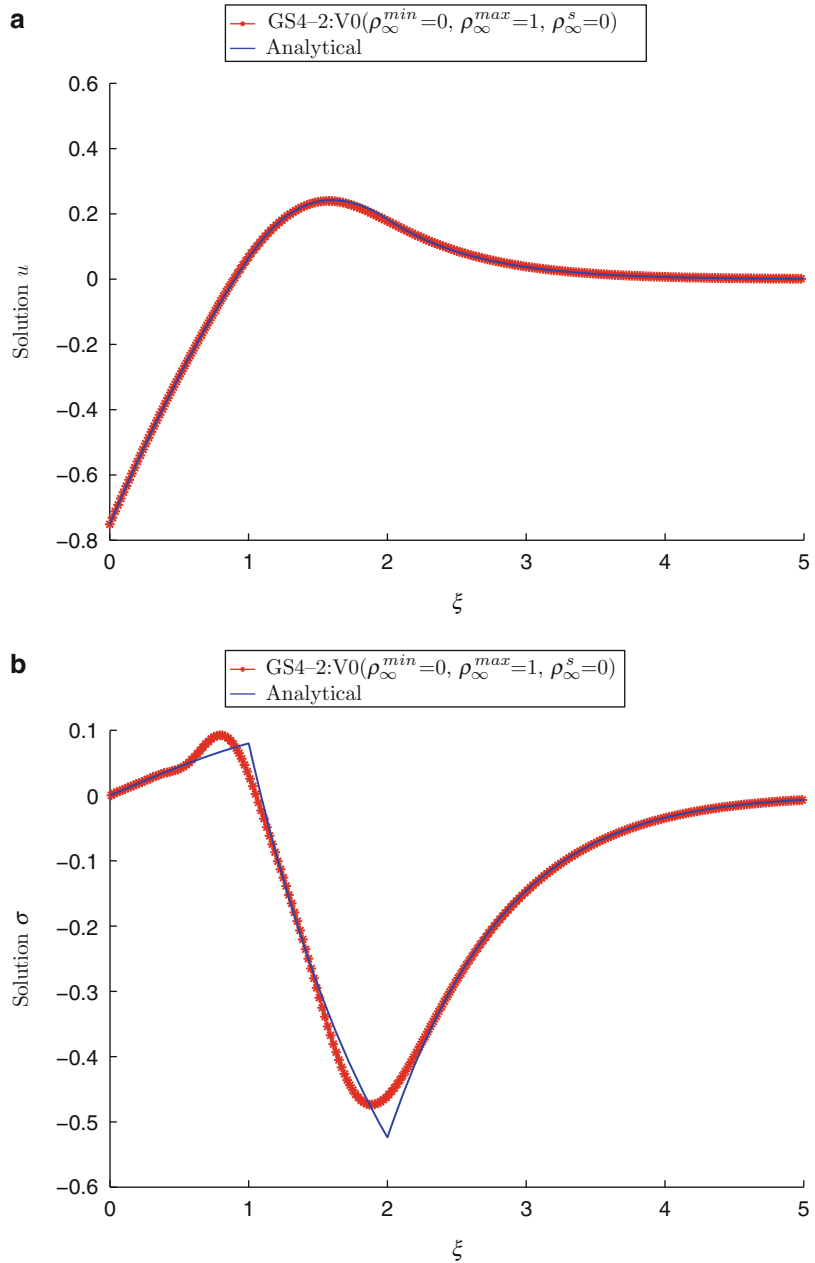 a
GS4–2:V0(ρ∞^min=0, ρ∞^max=1, ρ∞^s=0)
Analytical
0.6
0.4
0.2
0
−0.2
−0.4
−0.6
−0.8
Solution u
0 1 2 3 4 5
ξ
b
GS4–2:V0(ρ∞^min=0, ρ∞^max=1, ρ∞^s=0)
Analytical
0.1
0
−0.1
−0.2
−0.3
−0.4
−0.5
−0.6
Solution σ
0 1 2 3 4 5
ξ